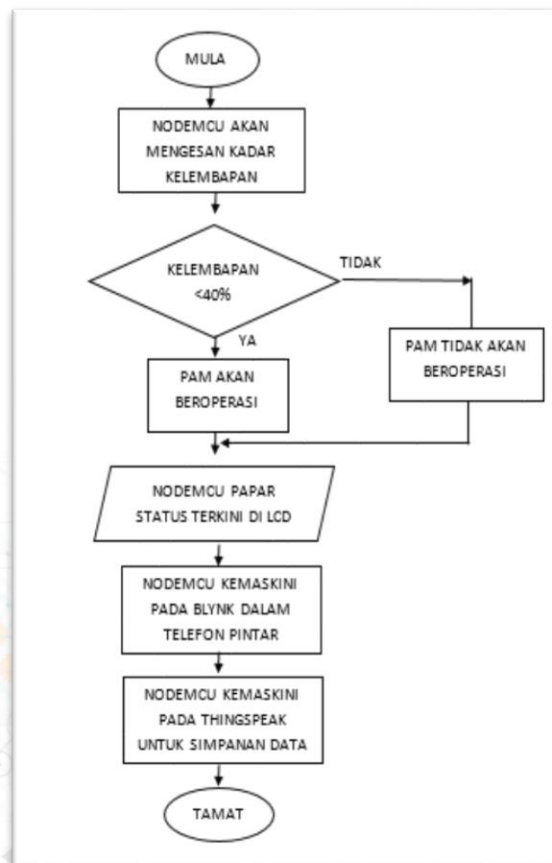 MULA
NODEMCU AKAN
MENGESAN KADAR
KELEMBAPAN
KELEMBAPAN
<40%
TIDAK
YA
PAM AKAN
BEROPERASI
PAM TIDAK AKAN
BEROPERASI
NODEMCU PAPAR
STATUS TERKINI DI LCD
NODEMCU KEMASKINI
PADA BLYNK DALAM
TELEFON PINTAR
NODEMCU KEMASKINI
PADA THINGSPEAK
UNTUK SIMPANAN DATA
TAMAT